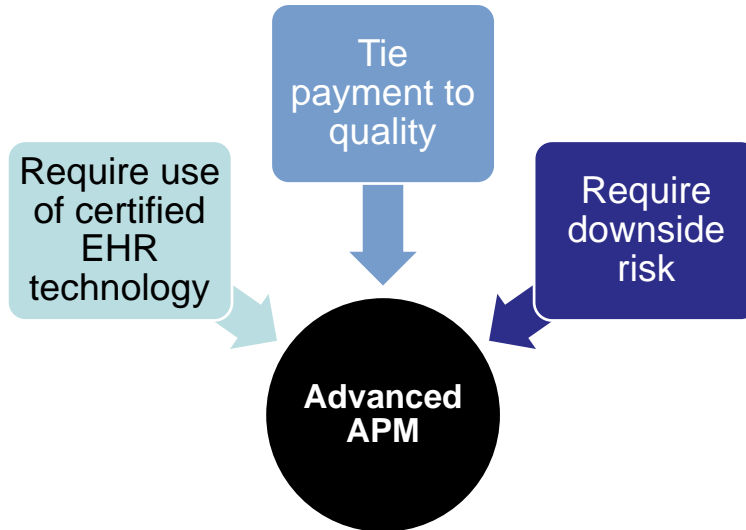 Tie
payment to
quality
Require use
of certified
EHR
technology
Require
downside
risk
Advanced
APM